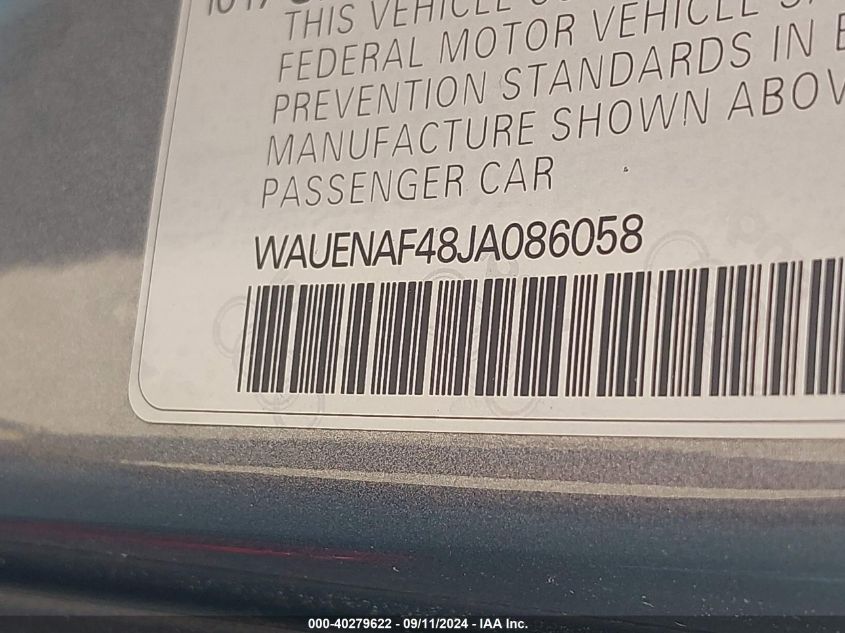 THIS VEHICLE
FEDERAL MOTOR VEHICLE
PREVENTION STANDARDS IN
MANUFACTURE SHOWN ABOV
PASSENGER CAR
WAUENAF48JA086058
000-40279622 - 09/11/2024 - IAA Inc.